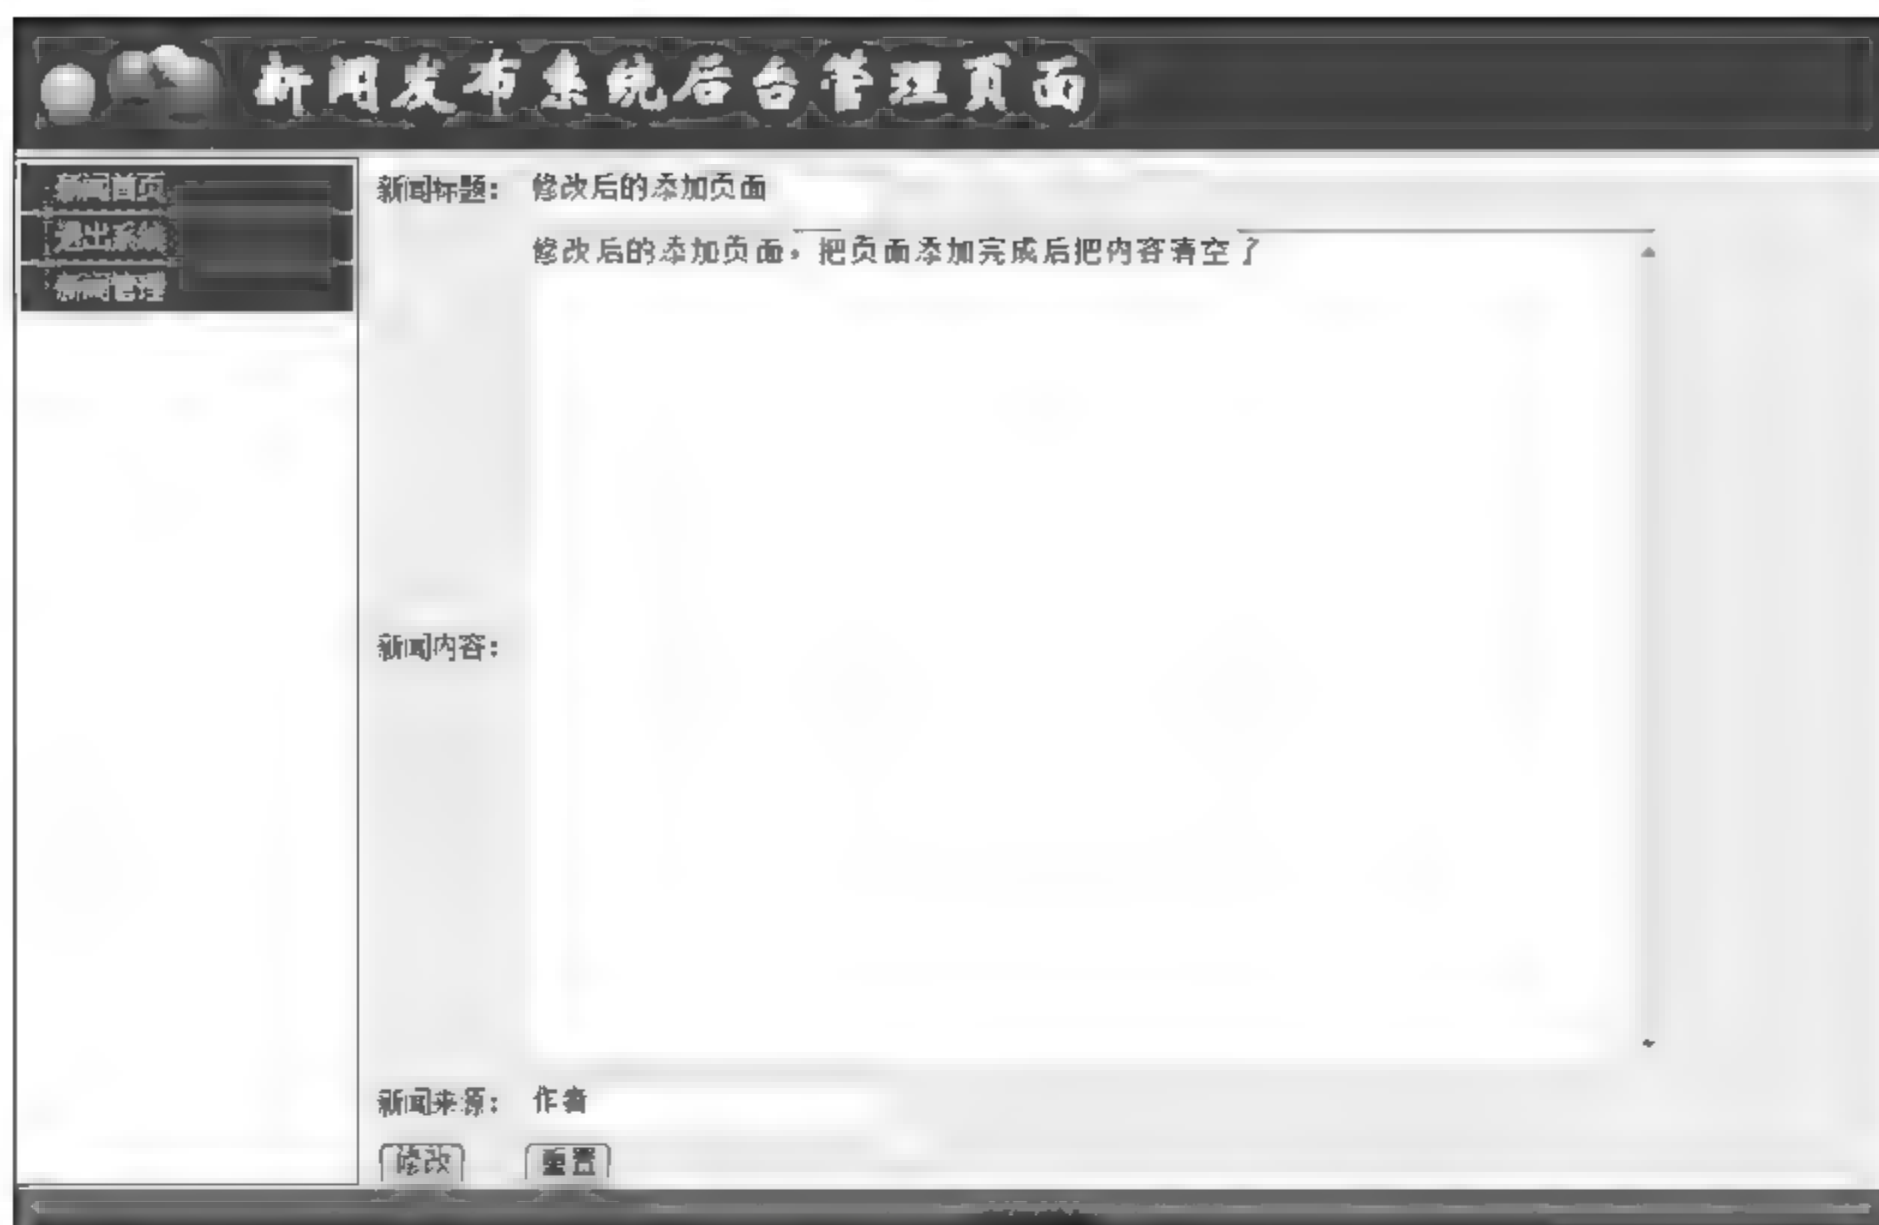 新闻发布系统后台管理頁面
新闻首页
退出系统
新闻管理
新闻标题： 修改后的添加页面
修改后的添加页面，把页面添加完成后把内容清空了
新闻内容：
新闻来源： 作者
修改 重置